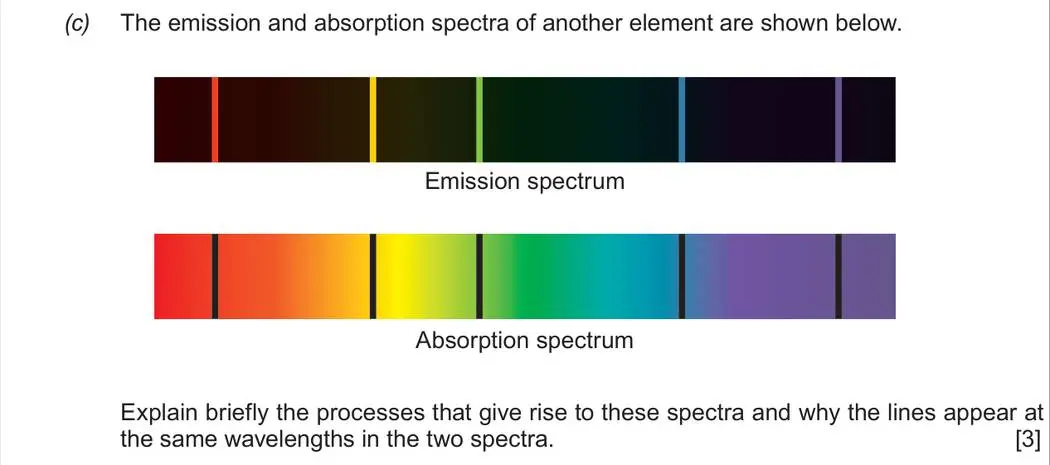 (c) The emission and absorption spectra of another element are shown below.
Emission spectrum
Absorption spectrum
Explain briefly the processes that give rise to these spectra and why the lines appear at
the same wavelengths in the two spectra. [3]